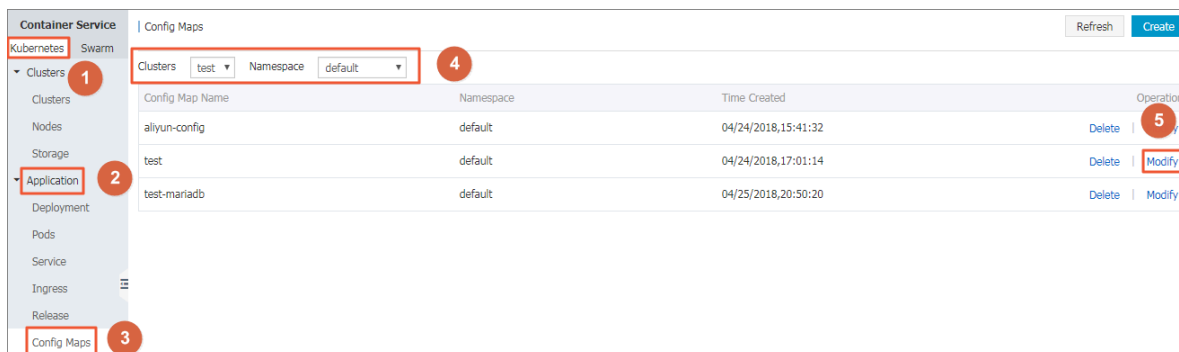 Container Service
Config Maps
Refresh
Create
Kubernetes
Swarm
1
Clusters
Clusters test Namespace default
4
Config Map Name Namespace Time Created Operation
Clusters
aliyun-config default 04/24/2018,15:41:32 Delete
5
Nodes
Storage
test default 04/24/2018,17:01:14 Delete Modify
Application
2
test-mariadb default 04/25/2018,20:50:20 Delete Modify
Deployment
Pods
Service
Ingress
Release
Config Maps
3